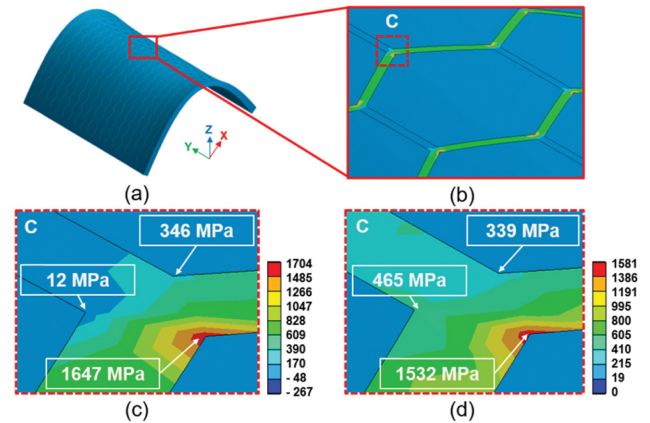 C
Z
Y
X
(a)
(b)
C
346 MPa
12 MPa
1647 MPa
1704
1485
1266
1047
828
609
390
170
- 48
- 267
(c)
C
339 MPa
465 MPa
1532 MPa
1581
1386
1191
995
800
605
410
215
19
0
(d)